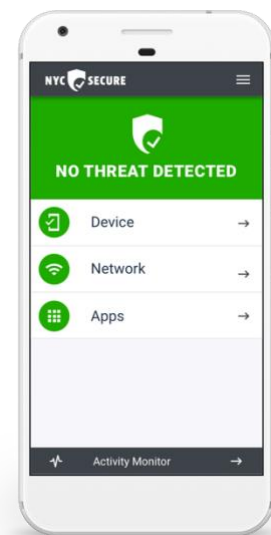 NYC SECURE
NO THREAT DETECTED
Device
Network
Apps
Activity Monitor